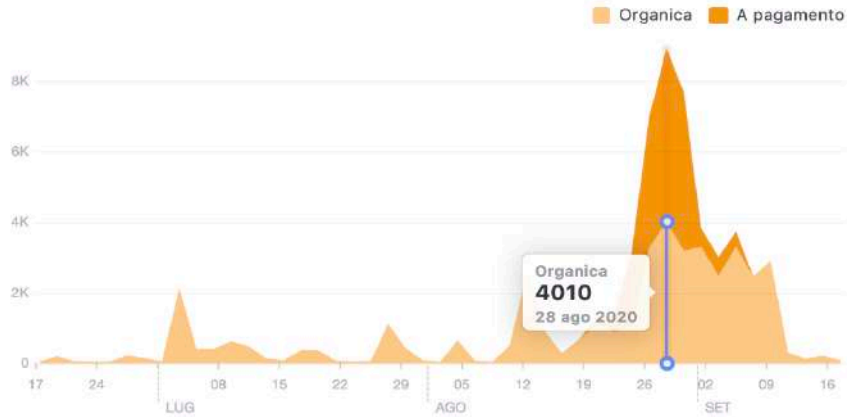 Organica A pagamento
8K
6K
4K
2K
0
Organica
4010
28 ago 2020
17 24 08 15 22 29 05 12 19 26 02 09 16
LUG AGO SET